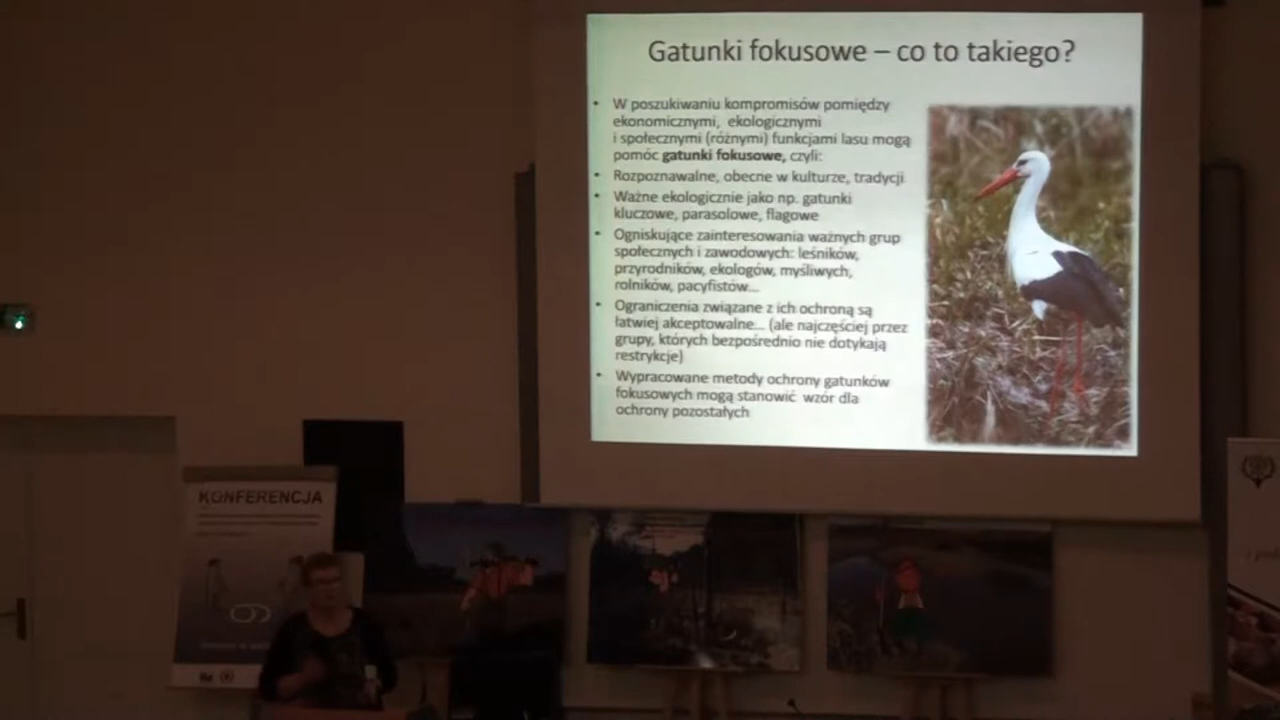 Gatunki fokusowe – co to takiego?
• W poszukiwaniu kompromisów pomiędzy
ekonomicznymi, ekologicznymi
i społecznymi (różnymi) funkcjami lasu mogą
pomóc gatunki fokusowe, czyli:
• Rozpoznawalne, obecne w kulturze, tradycji
• Ważne ekologicznie jako np. gatunki
kluczowe, parasolowe, flagowe
• Ogniskujące zainteresowania ważnych grup
społecznych i zawodowych: leśników,
przyrodników, ekologów, myśliwych,
rolników, pacyfistów...
• Ograniczenia związane z ich ochroną są
łatwiej akceptowalne... (ale najczęściej przez
grupy, których bezpośrednio nie dotykają
restrykcje)
• Wypracowane metody ochrony gatunków
fokusowych mogą stanowić wzór dla
ochrony pozostałych
KONFERENCJA